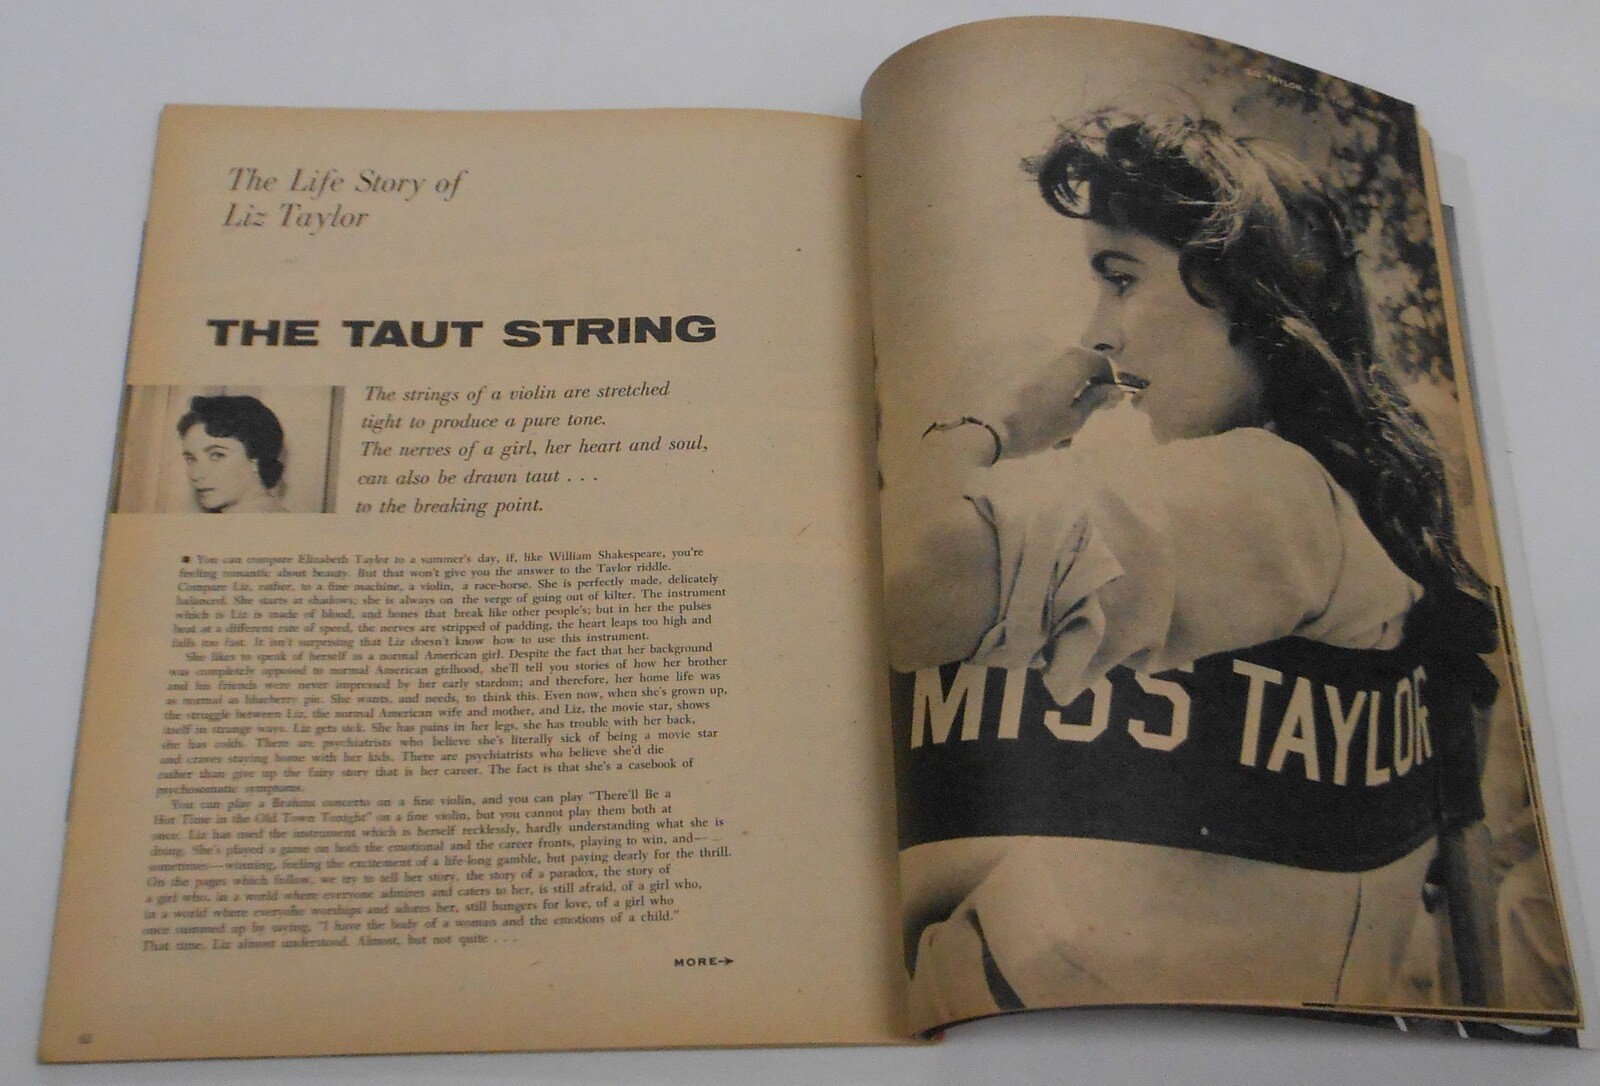 The Life Story of
Liz Taylor
THE TAUT STRING
The strings of a violin are stretched
tight to produce a pure tone.
The nerves of a girl, her heart and soul,
can also be drawn taut . . .
to the breaking point.
■ You can compare Elizabeth Taylor to a summer's day, if, like William Shakespeare, you're
feeling romantic about beauty. But that won't give you the answer to the Taylor riddle.
Compare Liz, rather, to a fine machine, a violin, a race-horse. She is perfectly made, delicately
balanced. She starts at shadows; she is always on the verge of going out of kilter. The instrument
which is Liz is made of blood, and bones that break like other people's; but in her the pulses
beat at a different rate of speed, the nerves are stripped of padding, the heart leaps too high and
falls too fast. It isn't surprising that Liz doesn't know how to use this instrument.
She likes to speak of herself as a normal American girl. Despite the fact that her background
was completely opposed to normal American girlhood, she'll tell you stories of how her brother
and his friends were never impressed by her early stardom; and therefore, her home life was
as normal as blueberry pie. She wants, and needs, to think this. Even now, when she's grown up,
the struggle between Liz, the normal American wife and mother, and Liz, the movie star, shows
itself in strange ways. Liz gets sick. She has pains in her legs, she has trouble with her back,
she has colds. There are psychiatrists who believe she's literally sick of being a movie star
and craves staying home with her kids. There are psychiatrists who believe she'd die
rather than give up the fairy story that is her career. The fact is that she's a casebook of
psychosomatic symptoms.
You can play a Brahms concerto on a fine violin, and you can play "There'll Be a
Hot Time in the Old Town Tonight" on a fine violin, but you cannot play them both at
once. Liz has used the instrument which is herself recklessly, hardly understanding what she is
doing. She's played a game on both the emotional and the career fronts, playing to win, and—
sometimes—winning, feeling the excitement of a life-long gamble, but paying dearly for the thrill.
On the pages which follow, we try to tell her story, the story of a paradox, the story of
a girl who, in a world where everyone admires and caters to her, is still afraid, of a girl who,
in a world where everyone worships and adores her, still hungers for love, of a girl who
once summed up by saying, "I have the body of a woman and the emotions of a child."
That time, Liz almost understood. Almost, but not quite . . .
MORE→
MISS TAYLOR